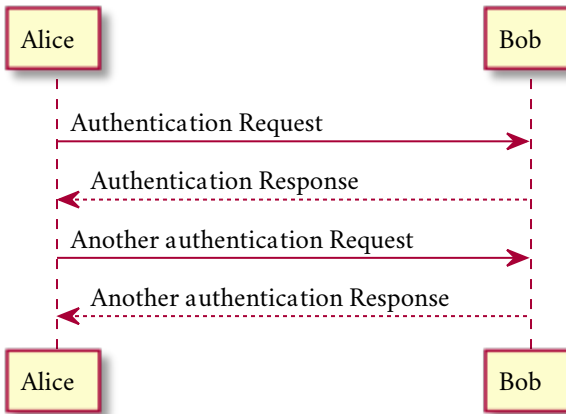 Alice
Bob
Authentication Request
Authentication Response
Another authentication Request
Another authentication Response
Alice
Bob